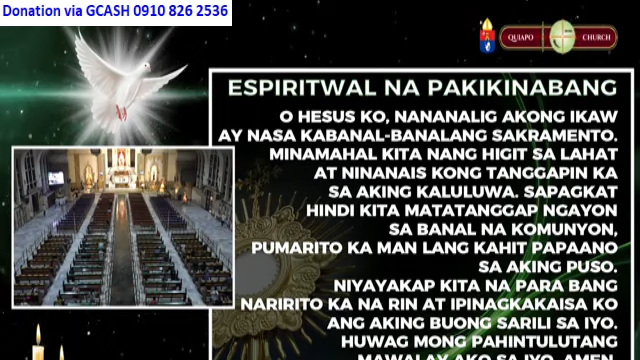 Donation via GCASH 0910 826 2536
QUIAPO CHURCH
ESPIRITWAL NA PAKIKINABANG
O HESUS KO, NANANALIG AKONG IKAW
AY NASA KABANAL-BANALANG SAKRAMENTO.
MINAMAHAL KITA NANG HIGIT SA LAHAT
AT NINANAIS KONG TANGGAPIN KA
SA AKING KALULUWA. SAPAGKAT
HINDI KITA MATATANGGAP NGAYON
SA BANAL NA KOMUNYON,
PUMARITO KA MAN LANG KAHIT PAPAANO
SA AKING PUSO.
NIYAYAKAP KITA NA PARA BANG
NARIRITO KA NA RIN AT IPINAGKAKAISA KO
ANG AKING BUONG SARILI SA IYO.
HUWAG MONG PAHINTULUTANG
MAWALAY AKO SA IYO. AMEN.